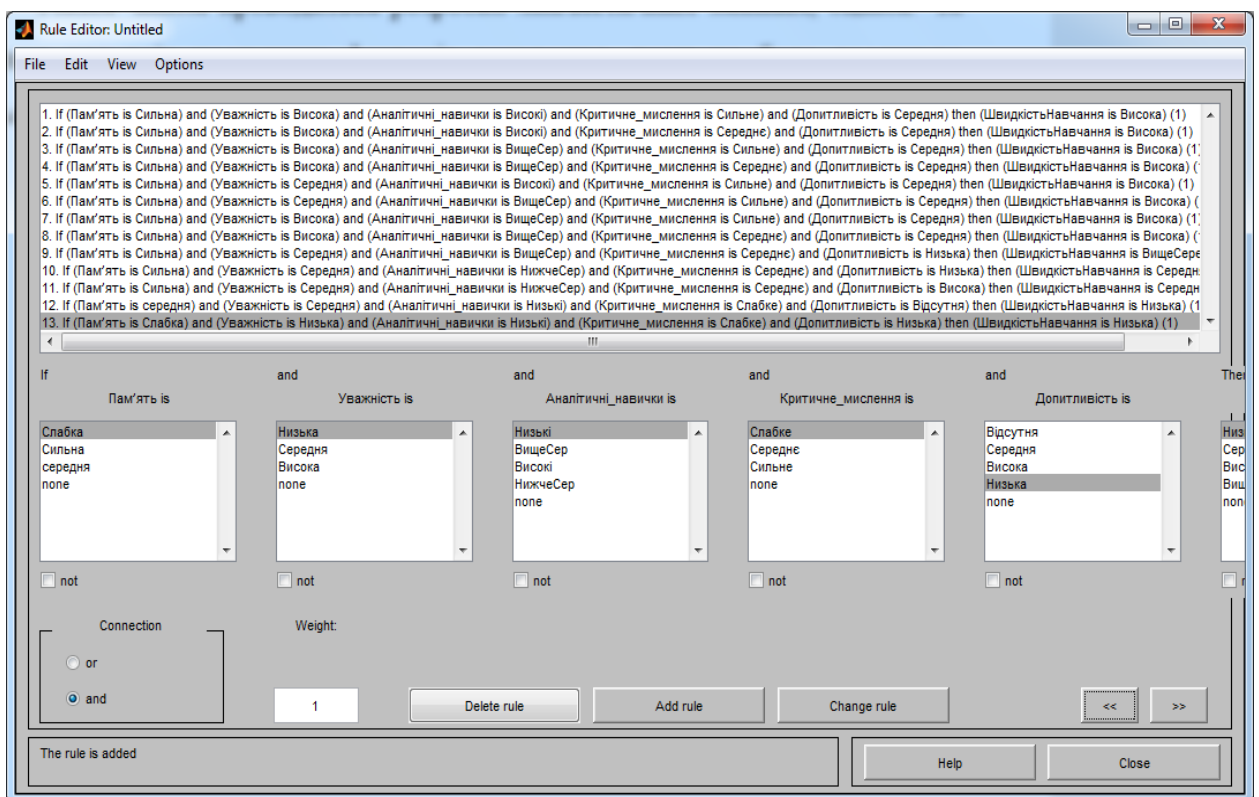 Rule Editor: Untitled
File Edit View Options
1. If (Пам'ять is Сильна) and (Уважність is Висока) and (Аналітичні_навички is Високі) and (Критичне_мислення is Сильне) and (Допитливість is Середня) then (ШвидкістьНавчання is Висока) (1)
2. If (Пам'ять is Сильна) and (Уважність is Висока) and (Аналітичні_навички is Високі) and (Критичне_мислення is Середнє) and (Допитливість is Середня) then (ШвидкістьНавчання is Висока) (1)
3. If (Пам'ять is Сильна) and (Уважність is Висока) and (Аналітичні_навички is ВищеСер) and (Критичне_мислення is Сильне) and (Допитливість is Середня) then (ШвидкістьНавчання is Висока) (1)
4. If (Пам'ять is Сильна) and (Уважність is Висока) and (Аналітичні_навички is ВищеСер) and (Критичне_мислення is Середнє) and (Допитливість is Середня) then (ШвидкістьНавчання is Висока) (
5. If (Пам'ять is Сильна) and (Уважність is Середня) and (Аналітичні_навички is Високі) and (Критичне_мислення is Сильне) and (Допитливість is Середня) then (ШвидкістьНавчання is Висока) (1)
6. If (Пам'ять is Сильна) and (Уважність is Середня) and (Аналітичні_навички is ВищеСер) and (Критичне_мислення is Сильне) and (Допитливість is Середня) then (ШвидкістьНавчання is Висока) (
7. If (Пам'ять is Сильна) and (Уважність is Висока) and (Аналітичні_навички is ВищеСер) and (Критичне_мислення is Сильне) and (Допитливість is Середня) then (ШвидкістьНавчання is Висока) (1)
8. If (Пам'ять is Сильна) and (Уважність is Висока) and (Аналітичні_навички is ВищеСер) and (Критичне_мислення is Середнє) and (Допитливість is Середня) then (ШвидкістьНавчання is Висока) (
9. If (Пам'ять is Сильна) and (Уважність is Середня) and (Аналітичні_навички is ВищеСер) and (Критичне_мислення is Середнє) and (Допитливість is Низька) then (ШвидкістьНавчання is ВищеСере
10. If (Пам'ять is Сильна) and (Уважність is Середня) and (Аналітичні_навички is НижчеСер) and (Критичне_мислення is Середнє) and (Допитливість is Низька) then (ШвидкістьНавчання is Середн
11. If (Пам'ять is Сильна) and (Уважність is Середня) and (Аналітичні_навички is НижчеСер) and (Критичне_мислення is Середнє) and (Допитливість is Висока) then (ШвидкістьНавчання is Середн
12. If (Пам'ять is середня) and (Уважність is Середня) and (Аналітичні_навички is Низькі) and (Критичне_мислення is Слабке) and (Допитливість is Відсутня) then (ШвидкістьНавчання is Низька) (1
13. If (Пам'ять is Слабка) and (Уважність is Низька) and (Аналітичні_навички is Низькі) and (Критичне_мислення is Слабке) and (Допитливість is Низька) then (ШвидкістьНавчання is Низька) (1)
If and and and and The
Пам'ять is Уважність is Аналітичні_навички is Критичне_мислення is Допитливість is
Слабка Низька Низькі Слабке Відсутня Низ
Сильна Середня ВищеСер Середнє Середня Сер
середня Висока Високі Сильне Висока Вис
none none НижчеСер none Низька Вищ
none none non
not not not not not
Connection Weight:
or
and 1 Delete rule Add rule Change rule << >>
The rule is added Help Close